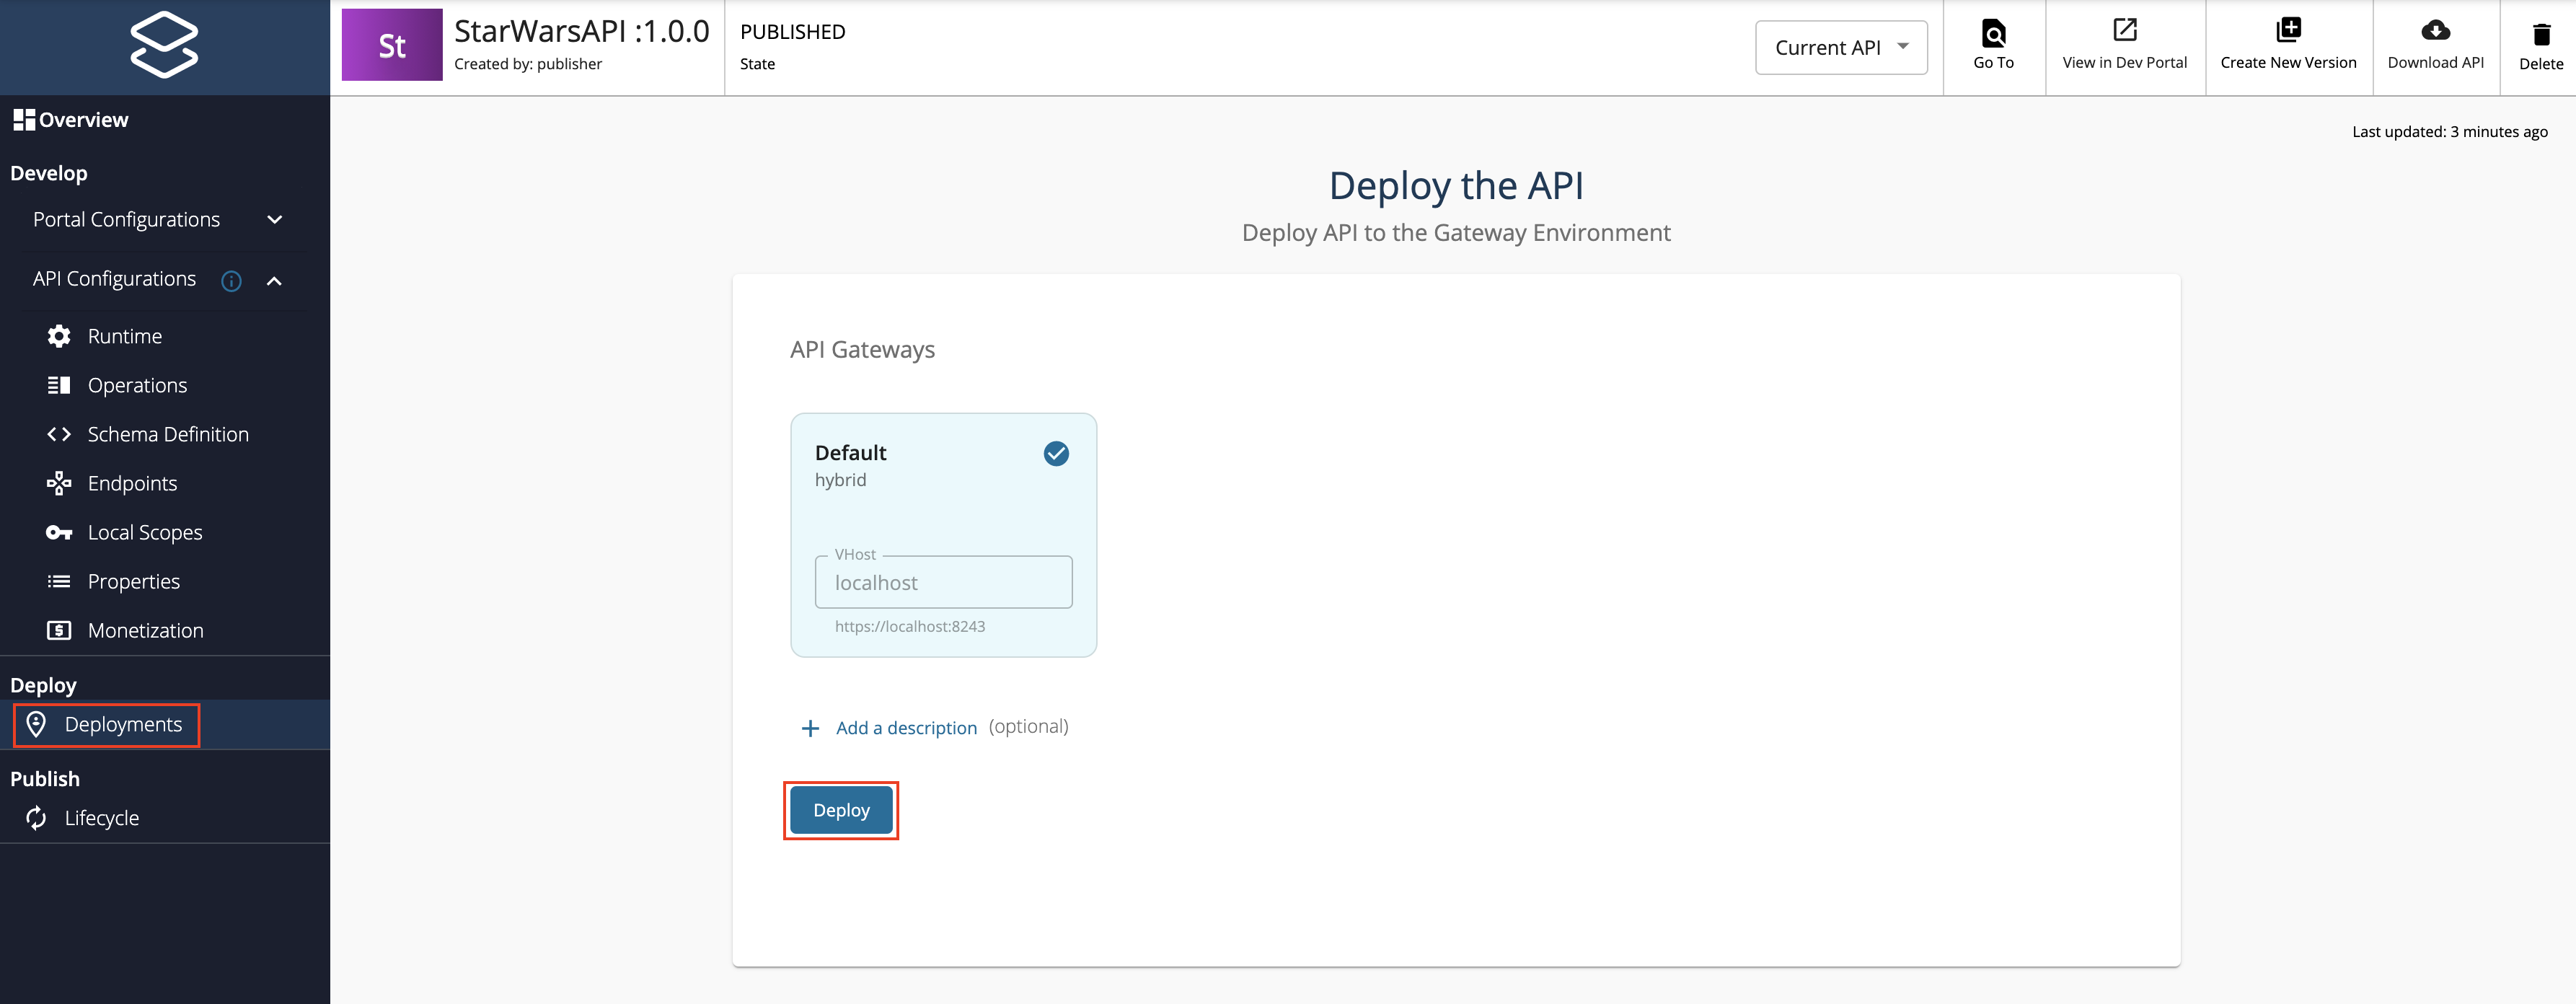 St
StarWarsAPI :1.0.0
Created by: publisher
PUBLISHED
State
Current API
Go To
View in Dev Portal
Create New Version
Download API
Delete
Overview
Develop
Portal Configurations
API Configurations
Runtime
Operations
Schema Definition
Endpoints
Local Scopes
Properties
Monetization
Deploy
Deployments
Publish
Lifecycle
Last updated: 3 minutes ago
Deploy the API
Deploy API to the Gateway Environment
API Gateways
Default
hybrid
VHost
localhost
https://localhost:8243
Add a description (optional)
Deploy